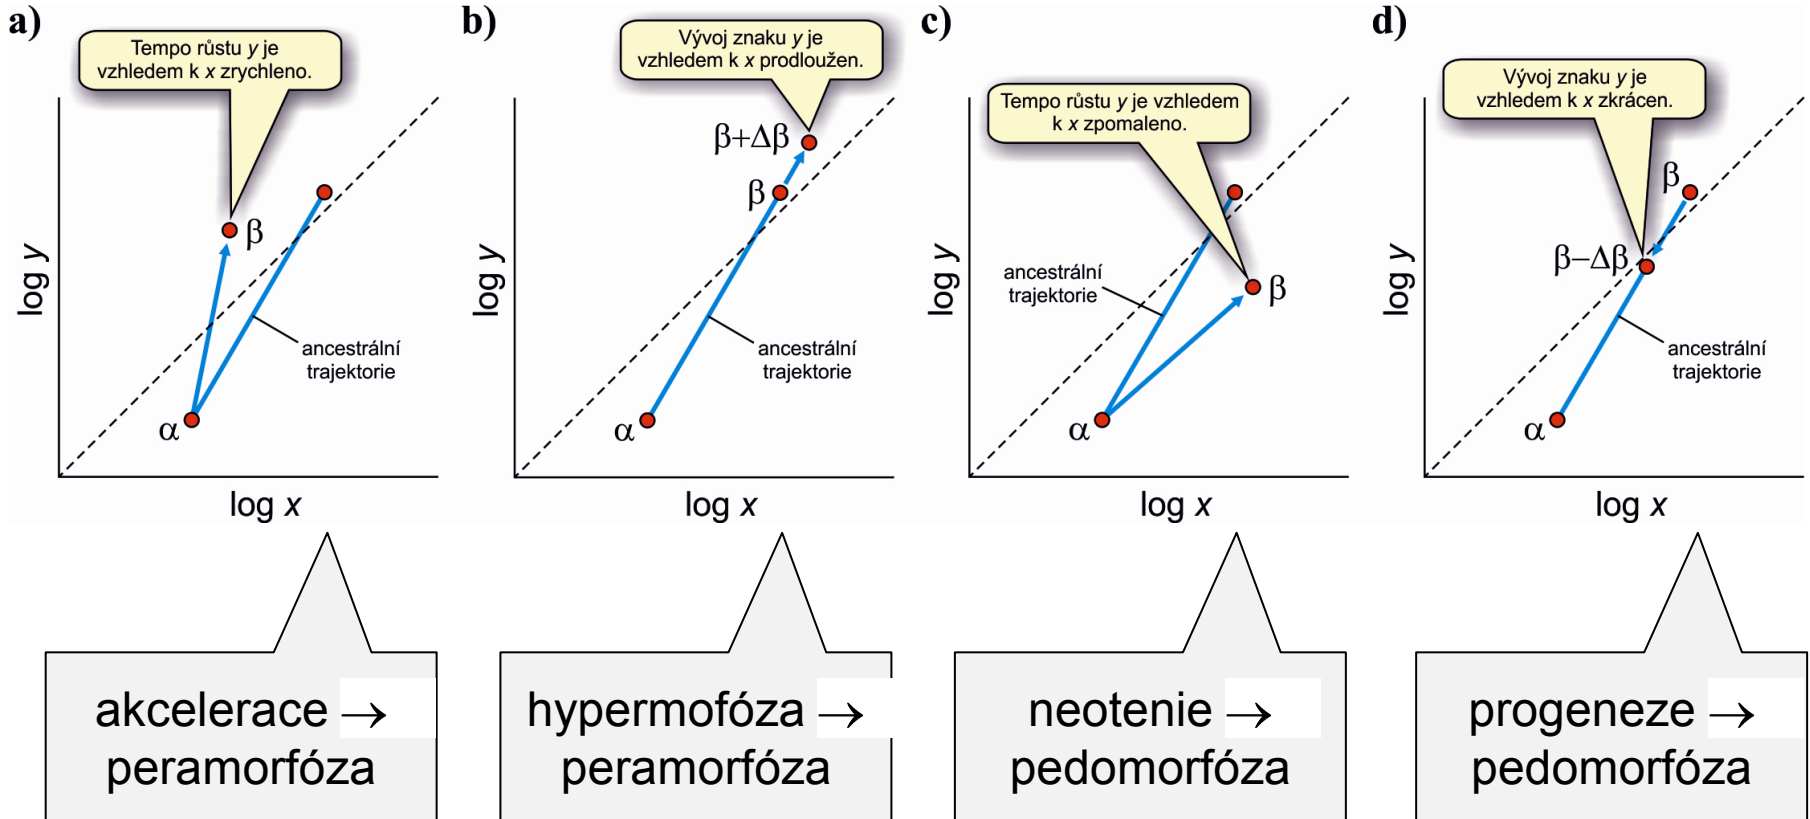 a)
Tempo růstu y je
vzhledem k x zrychleno.
β
α
ancestrální
trajektorie
log y
log x
akcelerace →
peramorfóza
b)
Vývoj znaku y je
vzhledem k x prodloužen.
β+Δβ
β
α
ancestrální
trajektorie
log y
log x
hypermofóza →
peramorfóza
c)
Tempo růstu y je vzhledem
k x zpomaleno.
ancestrální
trajektorie
β
α
log y
log x
neotenie →
pedomorfóza
d)
Vývoj znaku y je
vzhledem k x zkrácen.
β
β−Δβ
ancestrální
trajektorie
α
log y
log x
progeneze →
pedomorfóza